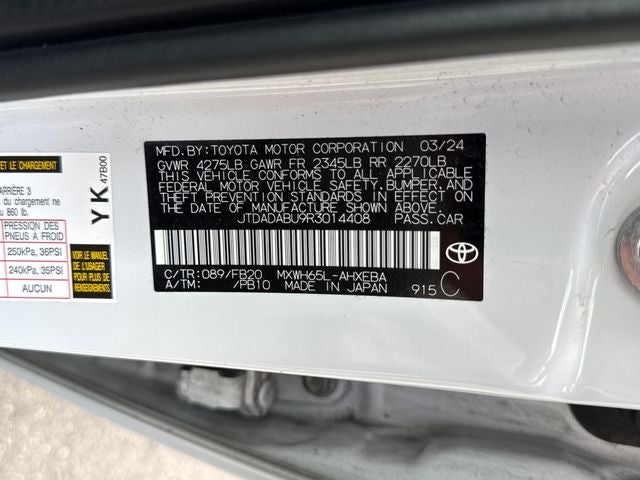 MFD.BY:TOYOTA MOTOR CORPORATION 03/24
GVWR 4275LB GAWR FR 2345LB RR 2270LB
THIS VEHICLE CONFORMS TO ALL APPLICABLE
FEDERAL MOTOR VEHICLE SAFETY,BUMPER,AND
THEFT PREVENTION STANDARDS IN EFFECT ON
THE DATE OF MANUFACTURE SHOWN ABOVE.
JTDADABU9R3014408 PASS.CAR
C/TR:089/FB20 MXWH65L-AHXEBA
A/TM: /PB10 MADE IN JAPAN 915 C
ET LE CHARGEMENT
ARRIÈRE 3
du chargement ne
ou 860 lb.
PRESSION DES
PNEUS À FROID
250kPa, 36PSI
240kPa, 35PSI
AUCUN
VOIR LE MANUEL
DE L'USAGER
POUR PLUS DE
RENSEIGNEMENTS
YK 47B00